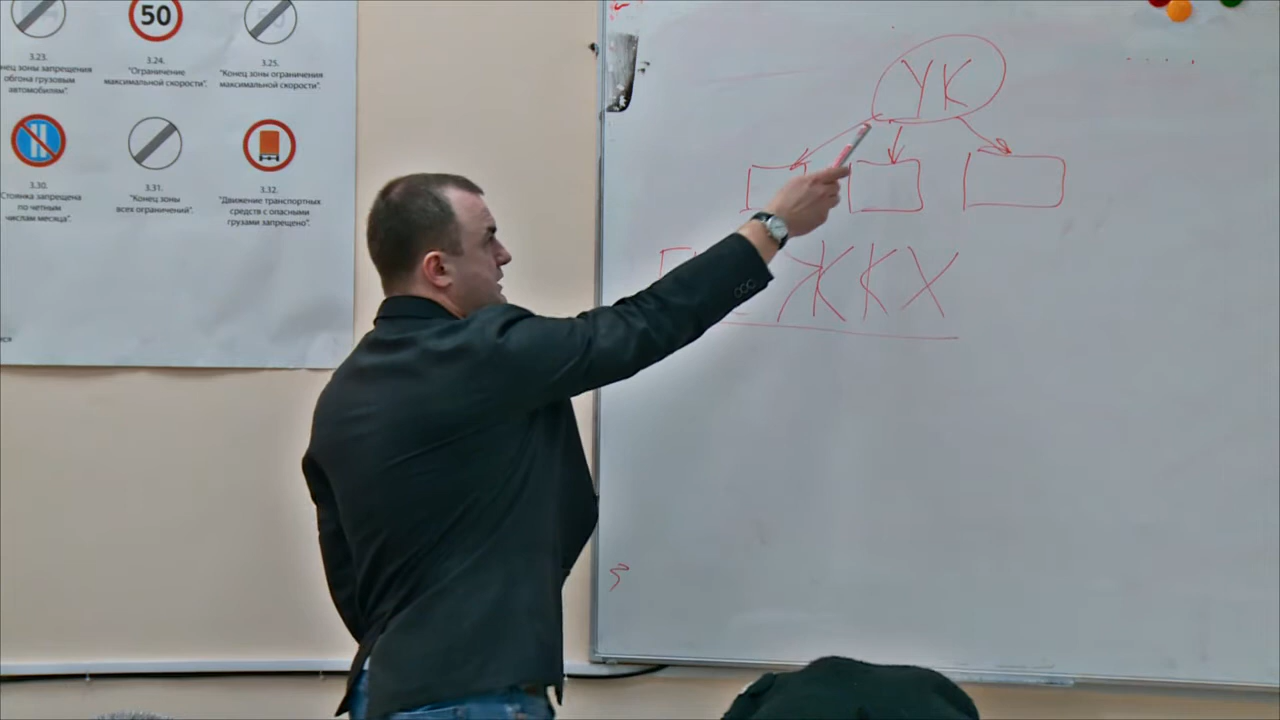 50
3.23.
нец зоны запрещения
обгона грузовым
автомобилям".
3.24.
"Ограничение
максимальной скорости".
3.25.
"Конец зоны ограничения
максимальной скорости".
3.30.
Стоянка запрещена
по четным
числам месяца".
3.31.
"Конец зоны
всех ограничений".
3.32.
"Движение транспортных
средств с опасными
грузами запрещено".
УК
ЖКХ